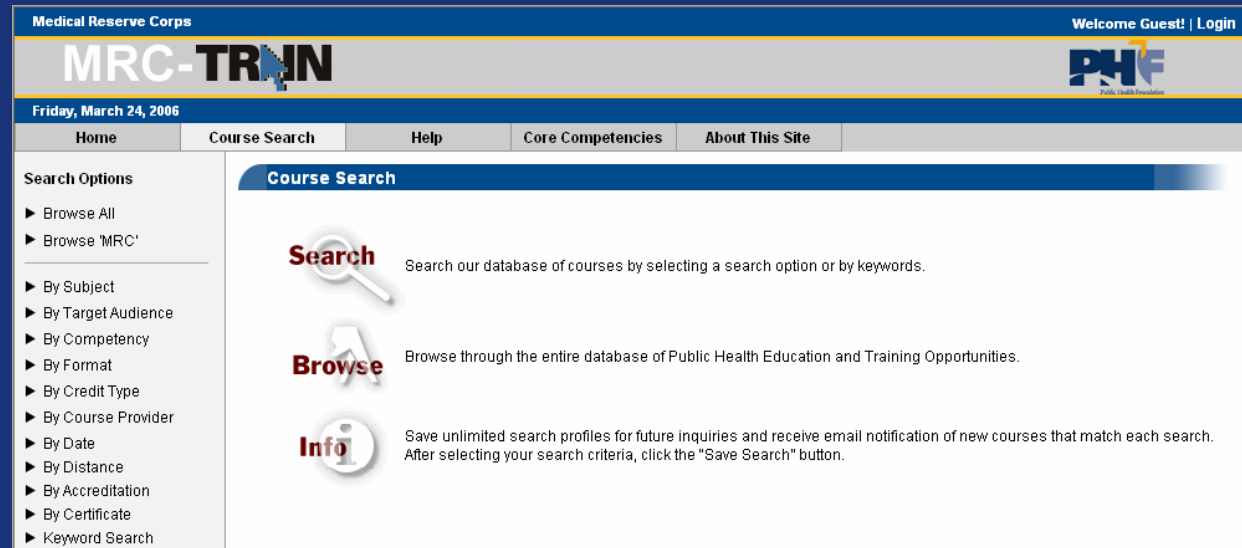 Medical Reserve Corps
Welcome Guest! | Login
MRC-TRAIN
PHF
Public Health Foundation
Friday, March 24, 2006
Home
Course Search
Help
Core Competencies
About This Site
Search Options
► Browse All
► Browse 'MRC'
► By Subject
► By Target Audience
► By Competency
► By Format
► By Credit Type
► By Course Provider
► By Date
► By Distance
► By Accreditation
► By Certificate
► Keyword Search
Course Search
Search
Search our database of courses by selecting a search option or by keywords.
Browse
Browse through the entire database of Public Health Education and Training Opportunities.
Info
Save unlimited search profiles for future inquiries and receive email notification of new courses that match each search.
After selecting your search criteria, click the "Save Search" button.